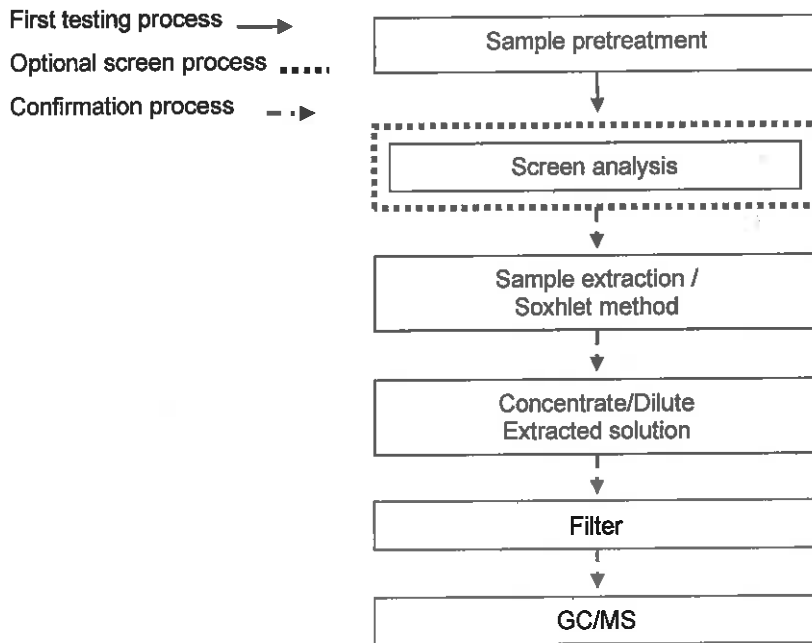 First testing process
Optional screen process
Confirmation process
Sample pretreatment
Screen analysis
Sample extraction /
Soxhlet method
Concentrate/Dilute
Extracted solution
Filter
GC/MS